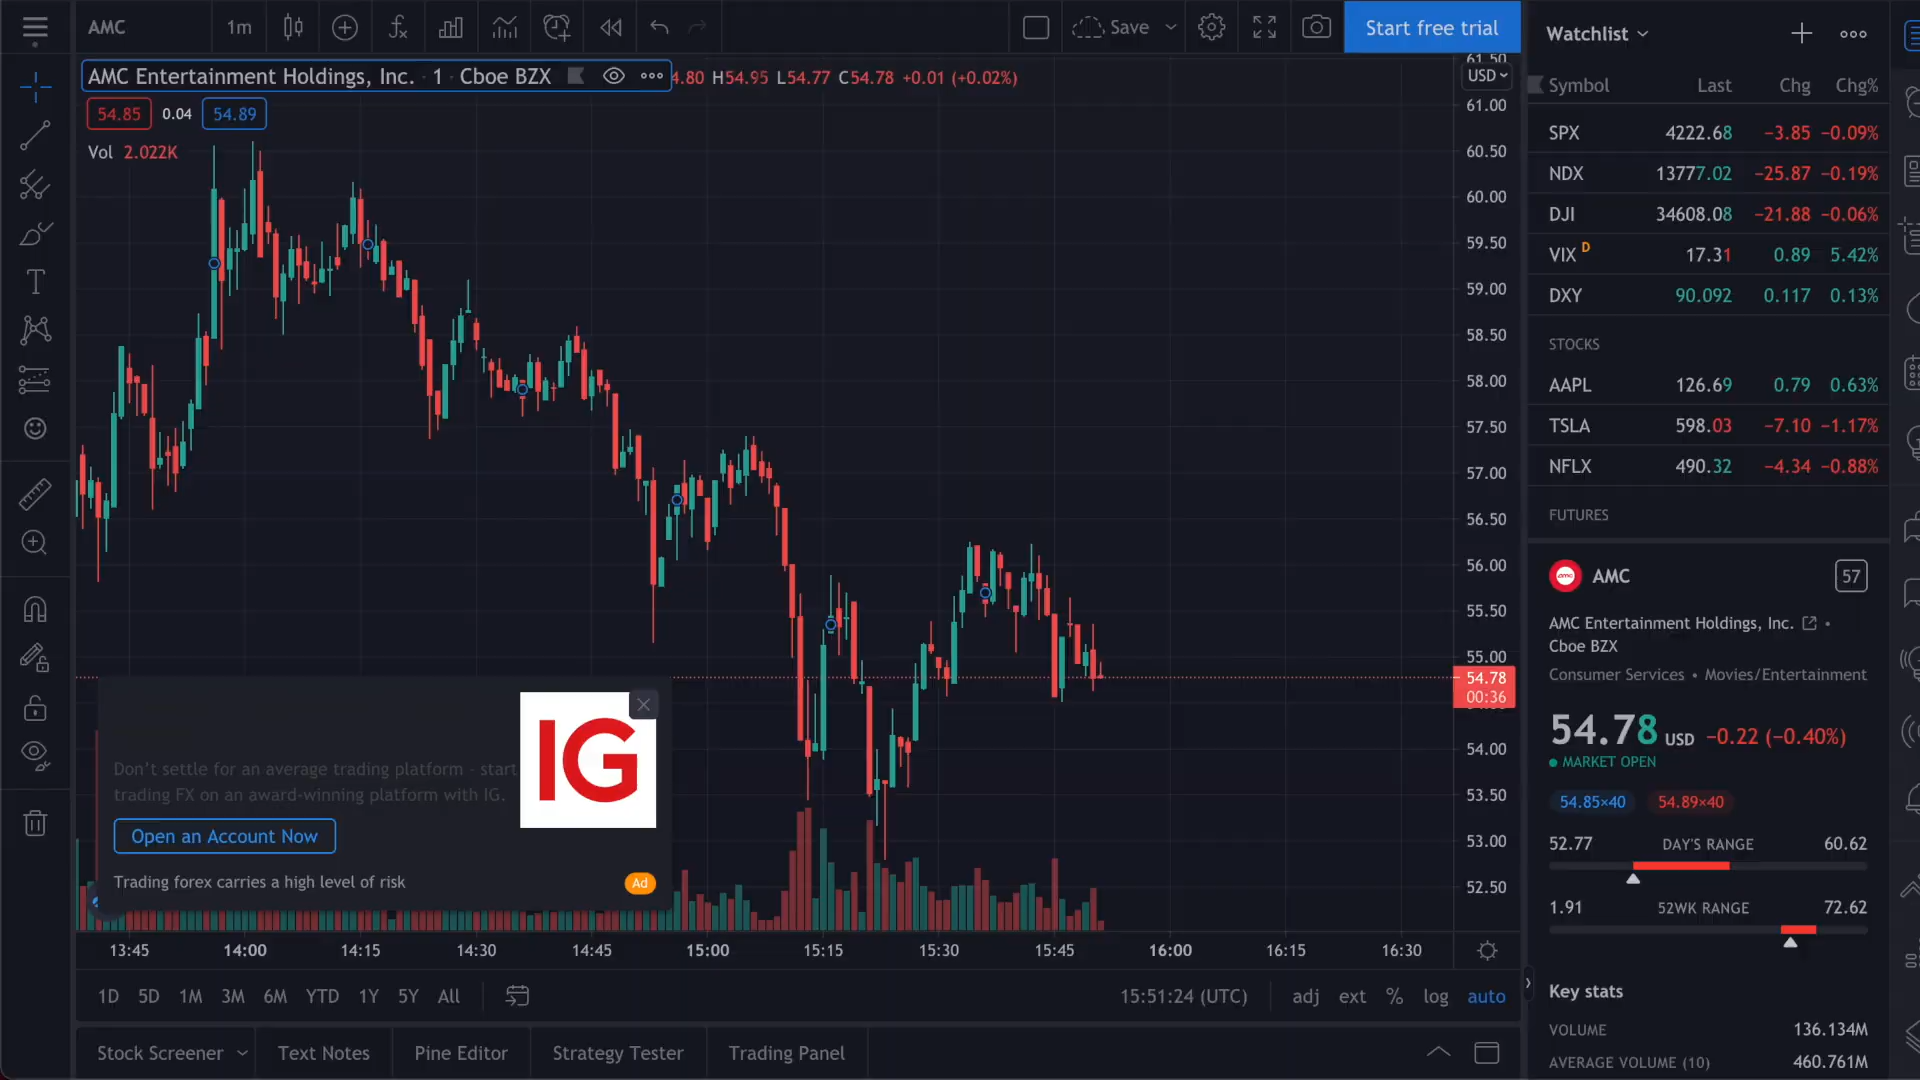 AMC
1m
Save
Start free trial
AMC Entertainment Holdings, Inc. · 1 · Cboe BZX
4.80 H54.95 L54.77 C54.78 +0.01 (+0.02%)
54.85 0.04 54.89
Vol 2.022K
USD
61.50
61.00
60.50
60.00
59.50
59.00
58.50
58.00
57.50
57.00
56.50
56.00
55.50
55.00
54.78
00:36
54.00
53.50
53.00
52.50
IG
Don't settle for an average trading platform - start
trading FX on an award-winning platform with IG.
Open an Account Now
Trading forex carries a high level of risk
Ad
13:45 14:00 14:15 14:30 14:45 15:00 15:15 15:30 15:45 16:00 16:15 16:30
1D 5D 1M 3M 6M YTD 1Y 5Y All
15:51:24 (UTC) adj ext % log auto
Stock Screener Text Notes Pine Editor Strategy Tester Trading Panel
Watchlist
Symbol Last Chg Chg%
SPX 4222.68 −3.85 −0.09%
NDX 13777.02 −25.87 −0.19%
DJI 34608.08 −21.88 −0.06%
VIX D 17.31 0.89 5.42%
DXY 90.092 0.117 0.13%
STOCKS
AAPL 126.69 0.79 0.63%
TSLA 598.03 −7.10 −1.17%
NFLX 490.32 −4.34 −0.88%
FUTURES
AMC 57
AMC Entertainment Holdings, Inc. •
Cboe BZX
Consumer Services • Movies/Entertainment
54.78 USD −0.22 (−0.40%)
MARKET OPEN
54.85×40 54.89×40
52.77 DAY'S RANGE 60.62
1.91 52WK RANGE 72.62
Key stats
VOLUME 136.134M
AVERAGE VOLUME (10) 460.761M